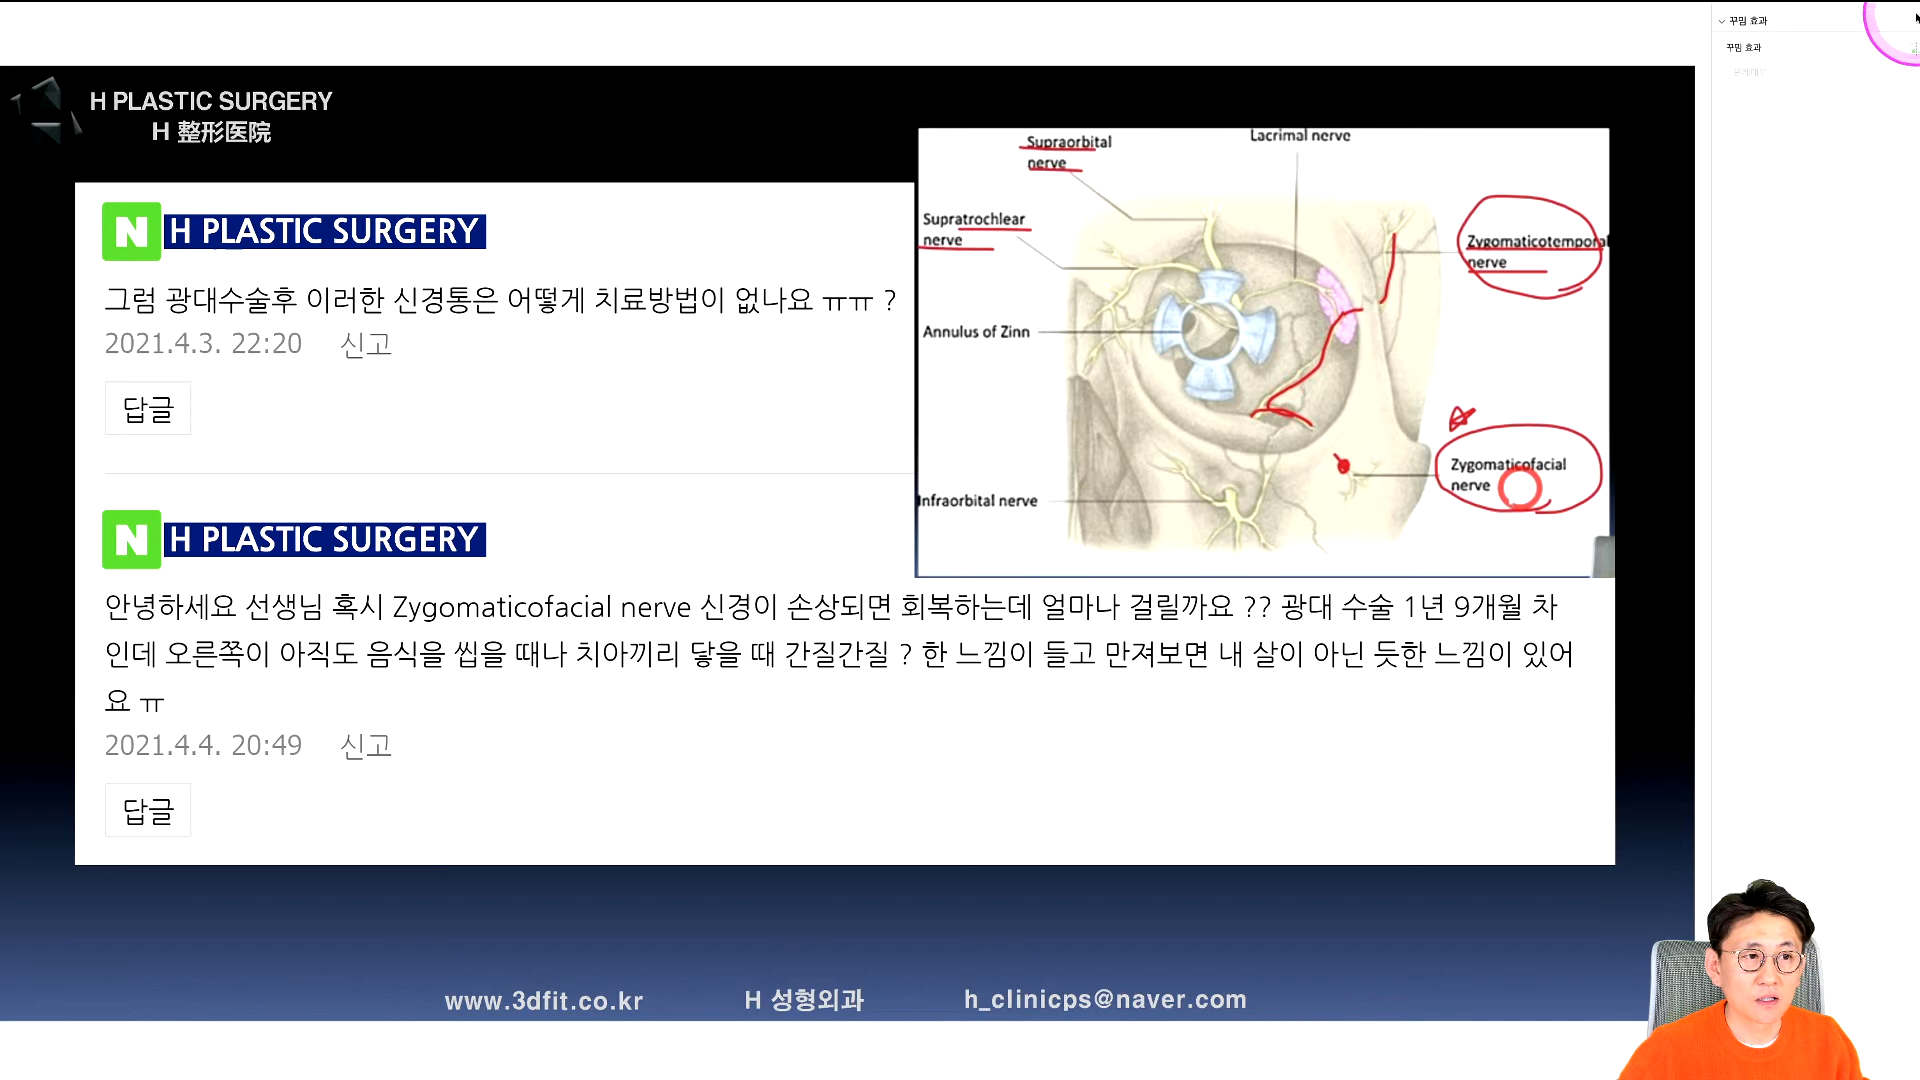 꾸밈 효과
꾸밈 효과
H PLASTIC SURGERY
H 整形医院
N H PLASTIC SURGERY
그럼 광대수술후 이러한 신경통은 어떻게 치료방법이 없나요 ㅠㅠ ?
2021.4.3. 22:20 신고
답글
Supraorbital
nerve
Lacrimal nerve
Supratrochlear
nerve
Zygomaticotemporal
nerve
Annulus of Zinn
Zygomaticofacial
nerve
Infraorbital nerve
N H PLASTIC SURGERY
안녕하세요 선생님 혹시 Zygomaticofacial nerve 신경이 손상되면 회복하는데 얼마나 걸릴까요 ?? 광대 수술 1년 9개월 차
인데 오른쪽이 아직도 음식을 씹을 때나 치아끼리 닿을 때 간질간질 ? 한 느낌이 들고 만져보면 내 살이 아닌 듯한 느낌이 있어
요 ㅠ
2021.4.4. 20:49 신고
답글
www.3dfit.co.kr H 성형외과 h_clinicps@naver.com